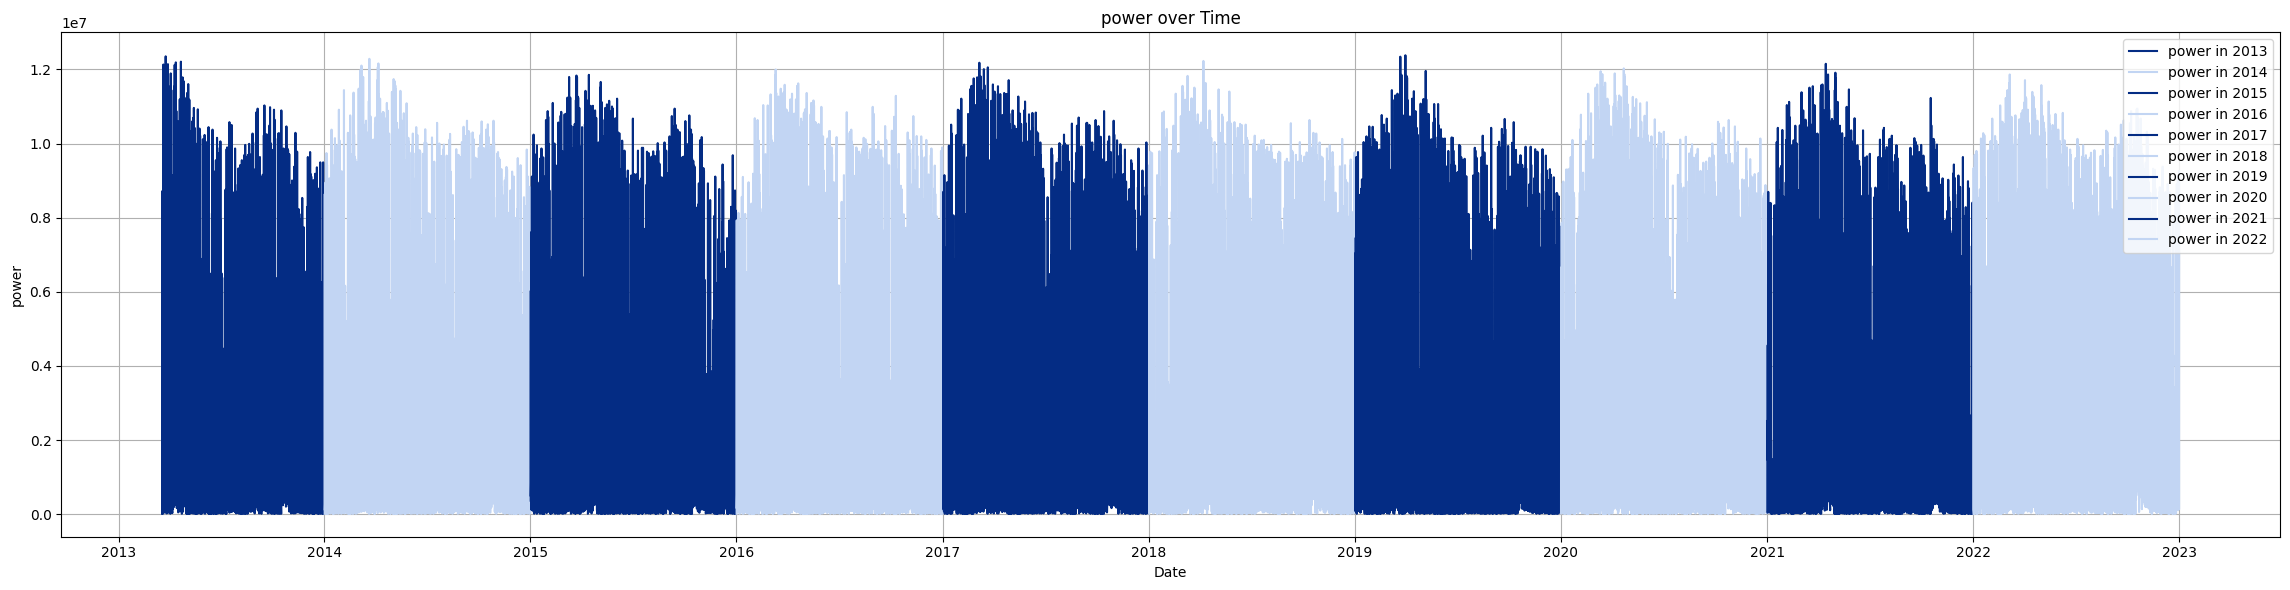 power over Time
1e7
1.2
1.0
0.8
0.6
0.4
0.2
0.0
power
power in 2013
power in 2014
power in 2015
power in 2016
power in 2017
power in 2018
power in 2019
power in 2020
power in 2021
power in 2022
2013 2014 2015 2016 2017 2018 2019 2020 2021 2022 2023
Date